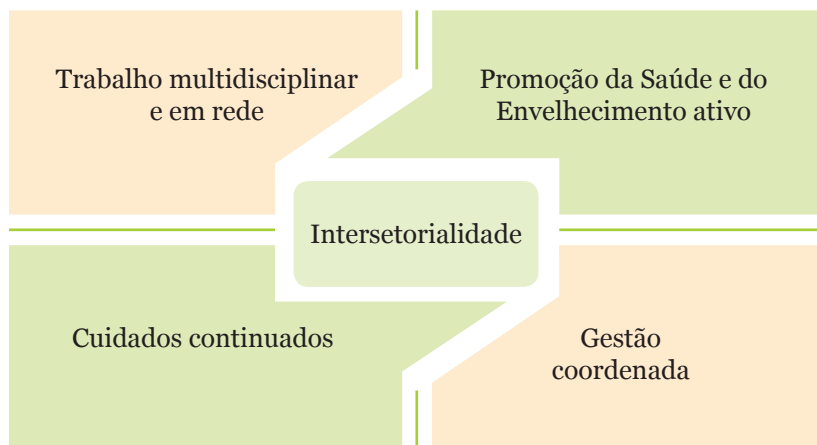 Trabalho multidisciplinar
e em rede
Promoção da Saúde e do
Envelhecimento ativo
Intersetorialidade
Cuidados continuados
Gestão
coordenada